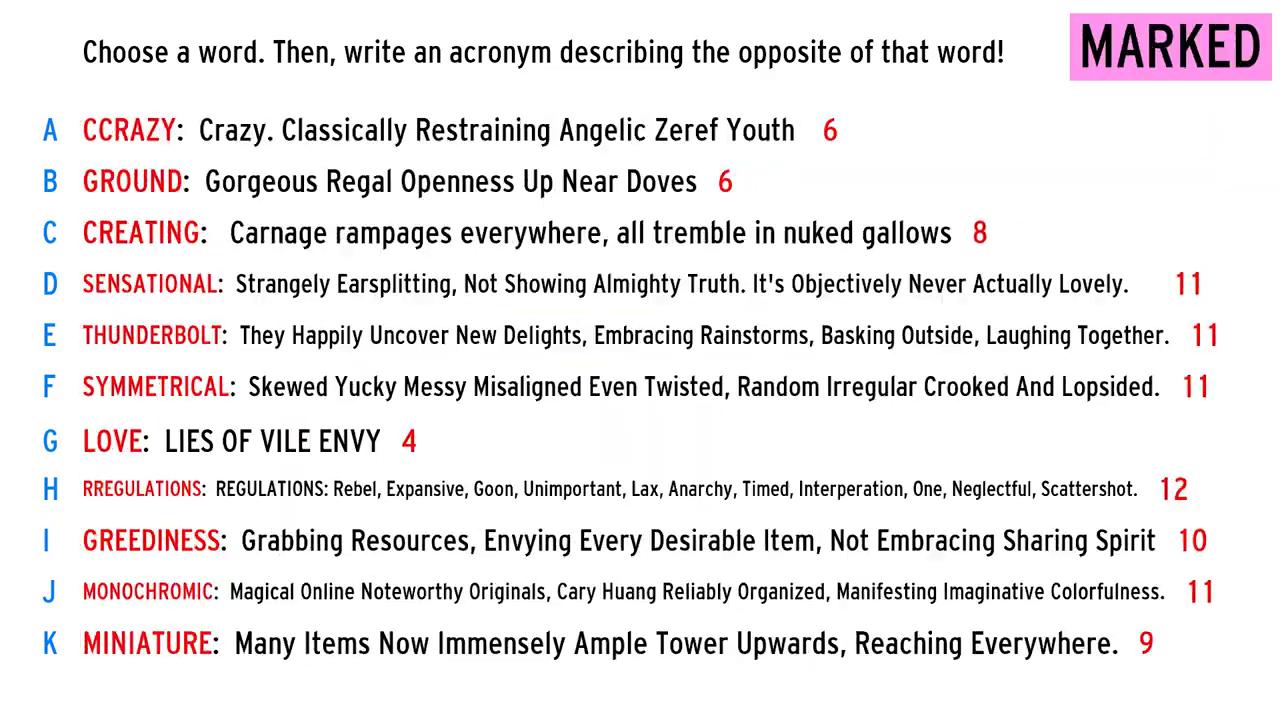 Choose a word. Then, write an acronym describing the opposite of that word!
MARKED
A CCRAZY: Crazy. Classically Restraining Angelic Zeref Youth 6
B GROUND: Gorgeous Regal Openness Up Near Doves 6
C CREATING: Carnage rampages everywhere, all tremble in nuked gallows 8
D SENSATIONAL: Strangely Earsplitting, Not Showing Almighty Truth. It's Objectively Never Actually Lovely. 11
E THUNDERBOLT: They Happily Uncover New Delights, Embracing Rainstorms, Basking Outside, Laughing Together. 11
F SYMMETRICAL: Skewed Yucky Messy Misaligned Even Twisted, Random Irregular Crooked And Lopsided. 11
G LOVE: LIES OF VILE ENVY 4
H RREGULATIONS: REGULATIONS: Rebel, Expansive, Goon, Unimportant, Lax, Anarchy, Timed, Interperation, One, Neglectful, Scattershot. 12
I GREEDINESS: Grabbing Resources, Envying Every Desirable Item, Not Embracing Sharing Spirit 10
J MONOCHROMIC: Magical Online Noteworthy Originals, Cary Huang Reliably Organized, Manifesting Imaginative Colorfulness. 11
K MINIATURE: Many Items Now Immensely Ample Tower Upwards, Reaching Everywhere. 9